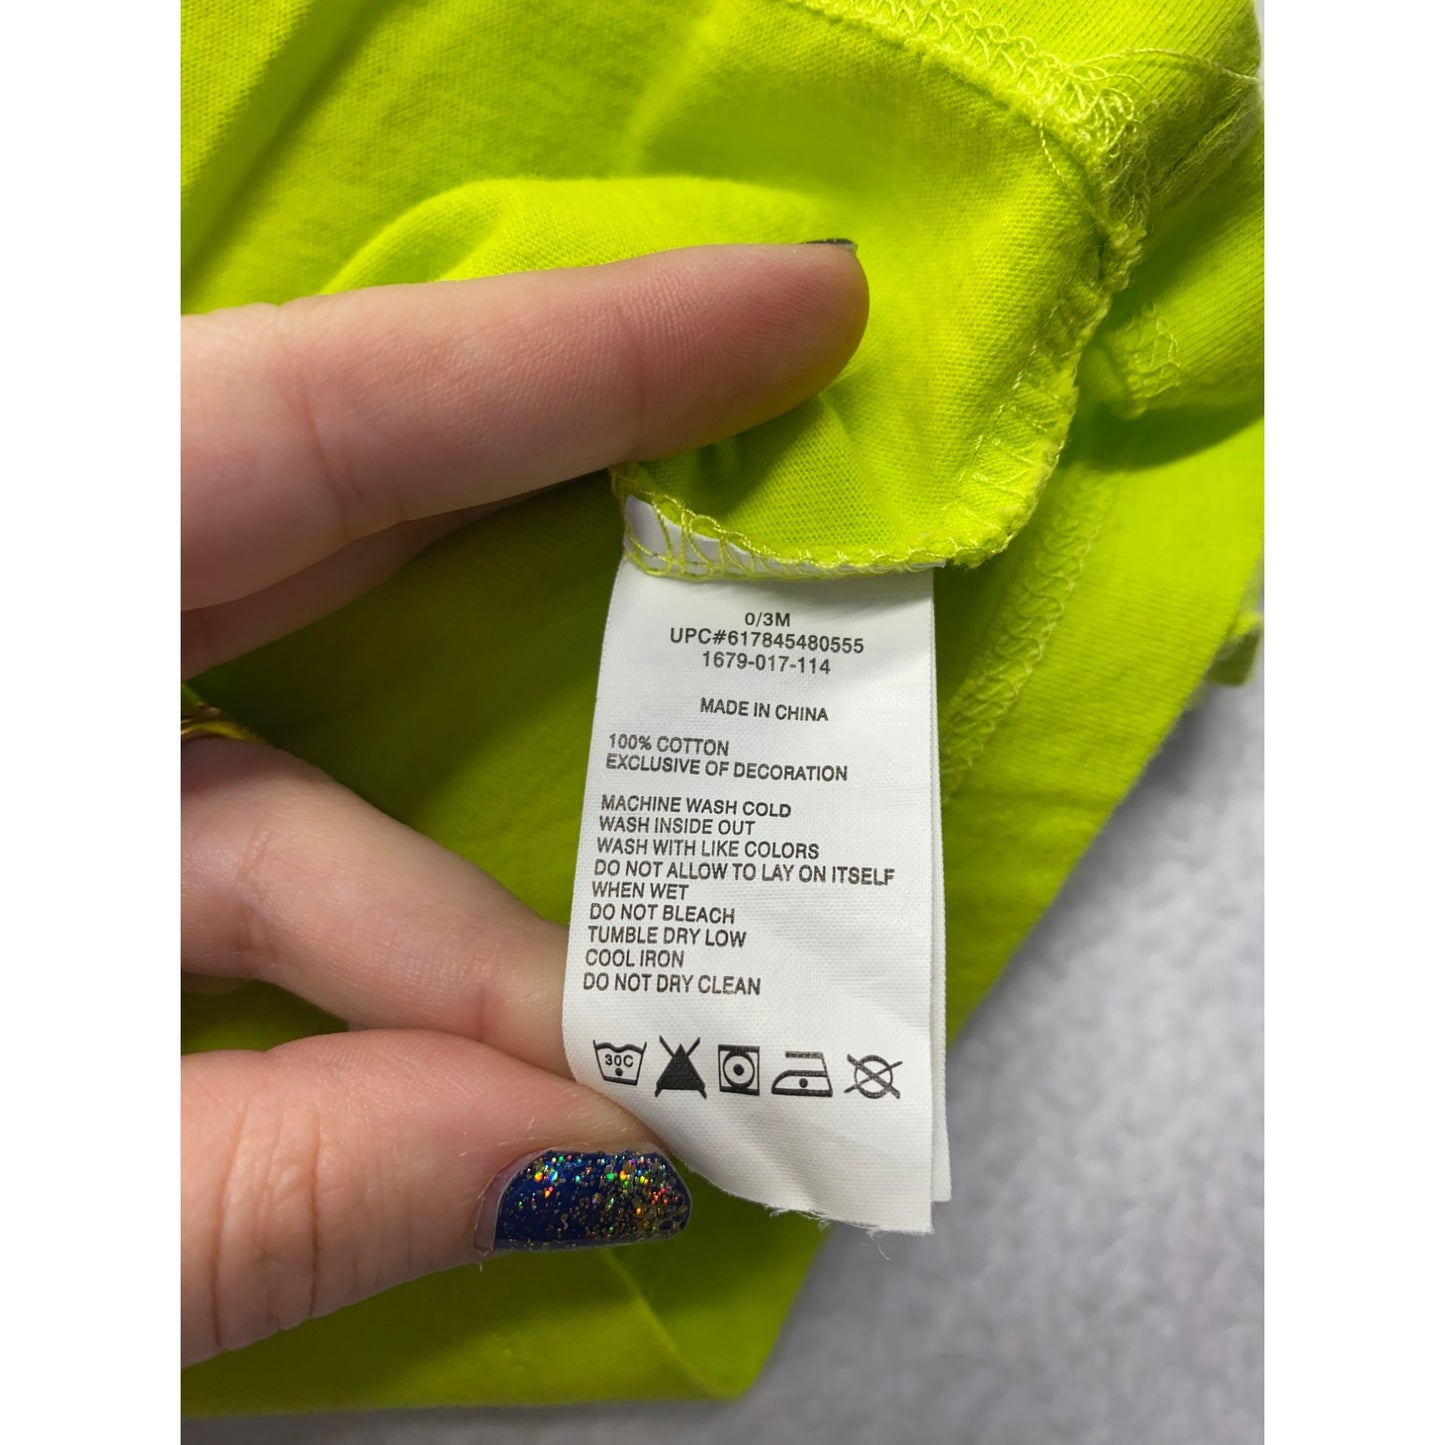 0/3M
UPC#617845480555
1679-017-114
MADE IN CHINA
100% COTTON
EXCLUSIVE OF DECORATION
MACHINE WASH COLD
WASH INSIDE OUT
WASH WITH LIKE COLORS
DO NOT ALLOW TO LAY ON ITSELF
WHEN WET
DO NOT BLEACH
TUMBLE DRY LOW
COOL IRON
DO NOT DRY CLEAN
30C